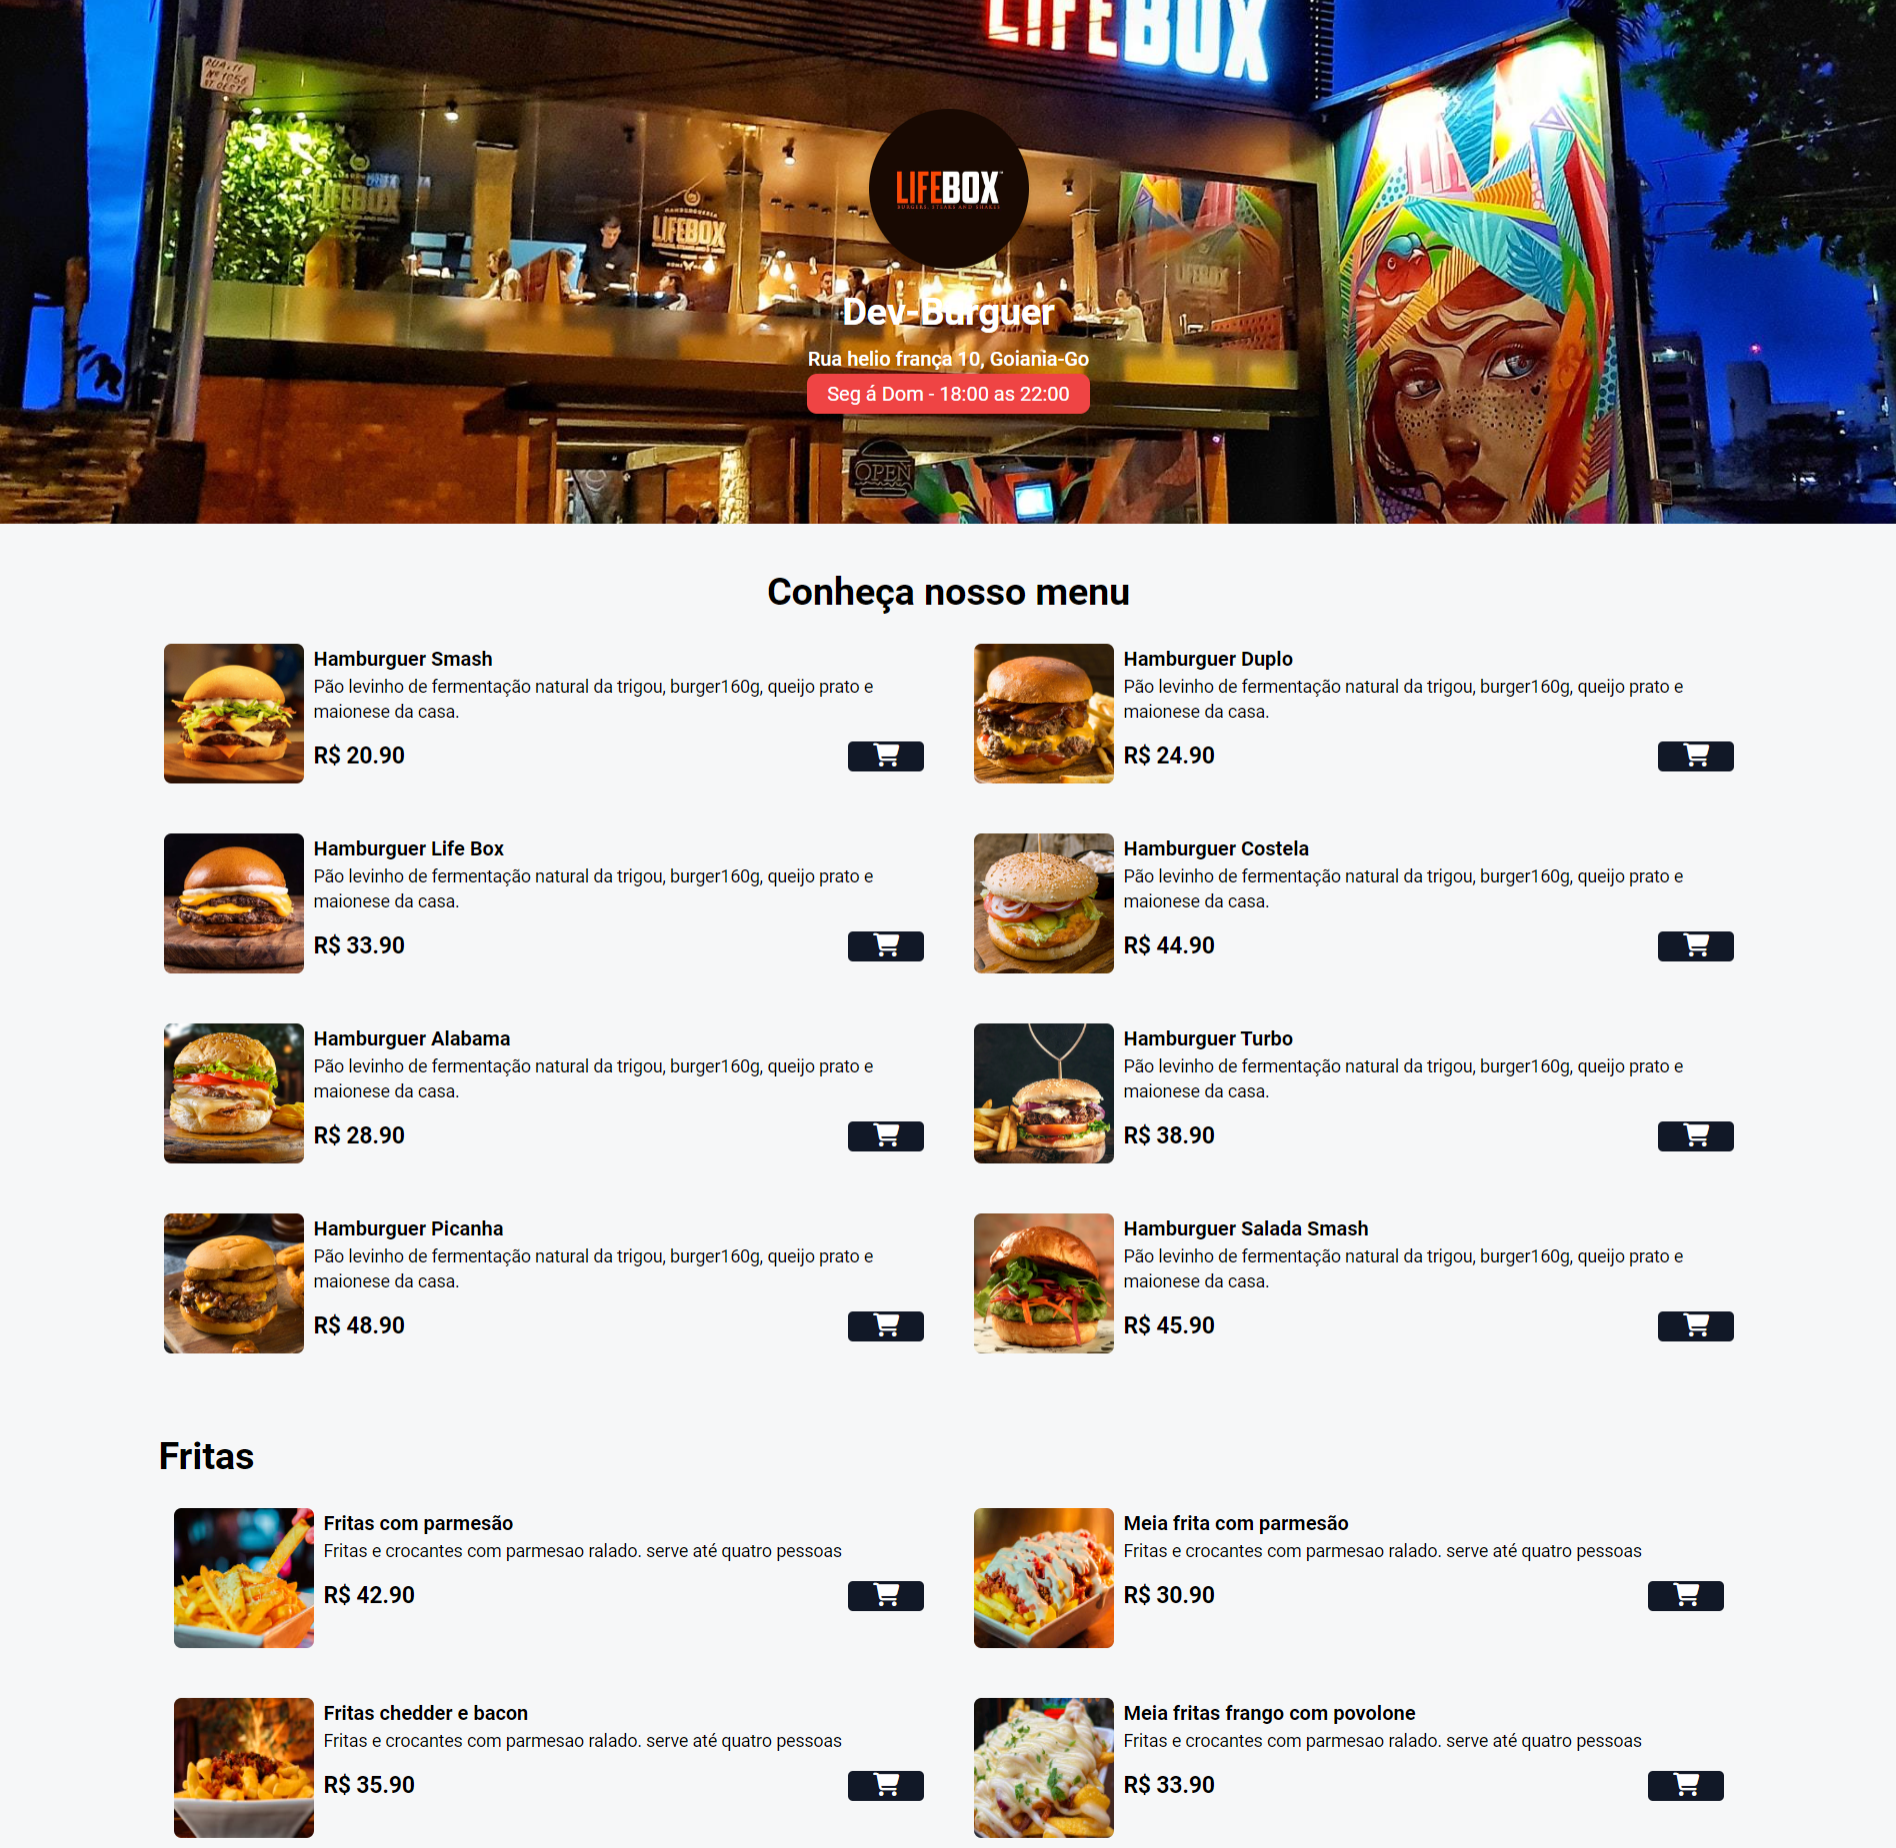 LIFEBOX
RUA 11
Nº 1056
ST. OESTE
LIFEBOX
LIFEBOX
LIFEBOX
BURGERS, STEAKS AND SHAKES
LIFEBOX
Dev-Burguer
Rua helio frança 10, Goiania-Go
Seg á Dom - 18:00 as 22:00
OPEN
Conheça nosso menu
Hamburguer Smash
Pão levinho de fermentação natural da trigou, burger160g, queijo prato e
maionese da casa.
R$ 20.90
Hamburguer Duplo
Pão levinho de fermentação natural da trigou, burger160g, queijo prato e
maionese da casa.
R$ 24.90
Hamburguer Life Box
Pão levinho de fermentação natural da trigou, burger160g, queijo prato e
maionese da casa.
R$ 33.90
Hamburguer Costela
Pão levinho de fermentação natural da trigou, burger160g, queijo prato e
maionese da casa.
R$ 44.90
Hamburguer Alabama
Pão levinho de fermentação natural da trigou, burger160g, queijo prato e
maionese da casa.
R$ 28.90
Hamburguer Turbo
Pão levinho de fermentação natural da trigou, burger160g, queijo prato e
maionese da casa.
R$ 38.90
Hamburguer Picanha
Pão levinho de fermentação natural da trigou, burger160g, queijo prato e
maionese da casa.
R$ 48.90
Hamburguer Salada Smash
Pão levinho de fermentação natural da trigou, burger160g, queijo prato e
maionese da casa.
R$ 45.90
Fritas
Fritas com parmesão
Fritas e crocantes com parmesao ralado. serve até quatro pessoas
R$ 42.90
Meia frita com parmesão
Fritas e crocantes com parmesao ralado. serve até quatro pessoas
R$ 30.90
Fritas chedder e bacon
Fritas e crocantes com parmesao ralado. serve até quatro pessoas
R$ 35.90
Meia fritas frango com povolone
Fritas e crocantes com parmesao ralado. serve até quatro pessoas
R$ 33.90